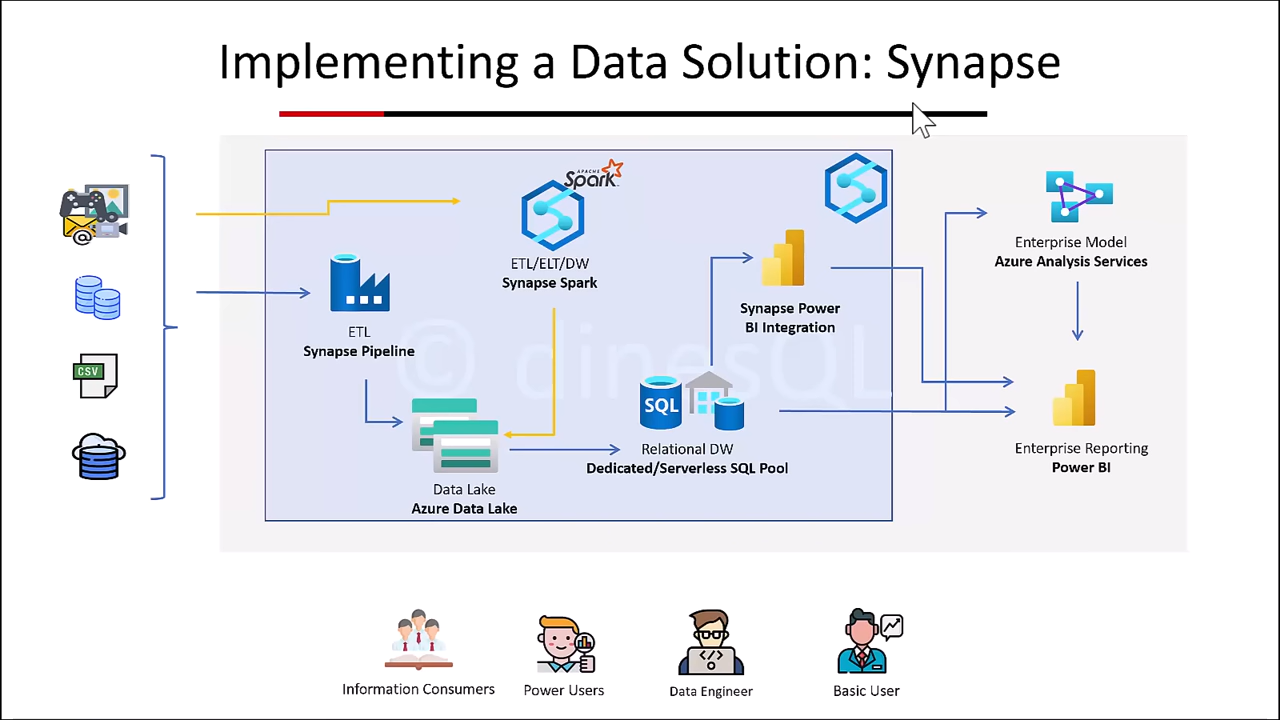 Implementing a Data Solution: Synapse
APACHE
Spark
ETL/ELT/DW
Synapse Spark
ETL
Synapse Pipeline
CSV
@
Data Lake
Azure Data Lake
SQL
Relational DW
Dedicated/Serverless SQL Pool
Synapse Power
BI Integration
Enterprise Model
Azure Analysis Services
Enterprise Reporting
Power BI
© dinesQL
Information Consumers
Power Users
Data Engineer
Basic User